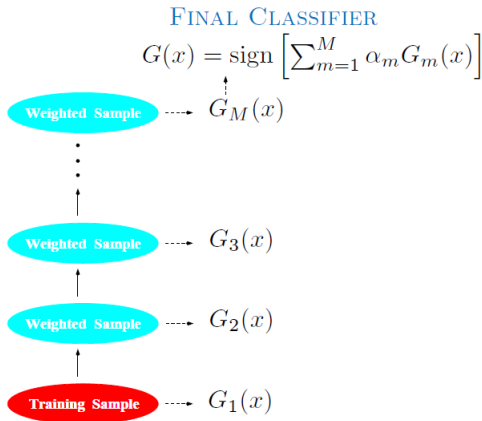 FINAL CLASSIFIER
G(x) = sign [∑_{m=1}^{M} α_m G_m(x)]
Weighted Sample G_M(x)
Weighted Sample G_3(x)
Weighted Sample G_2(x)
Training Sample G_1(x)